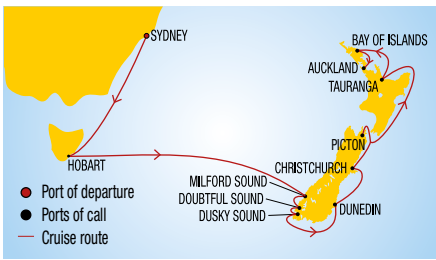 SYDNEY
BAY OF ISLANDS
AUCKLAND
TAURANGA
PICTON
HOBART
CHRISTCHURCH
MILFORD SOUND
DOUBTFUL SOUND
DUSKY SOUND
DUNEDIN
Port of departure
Ports of call
Cruise route